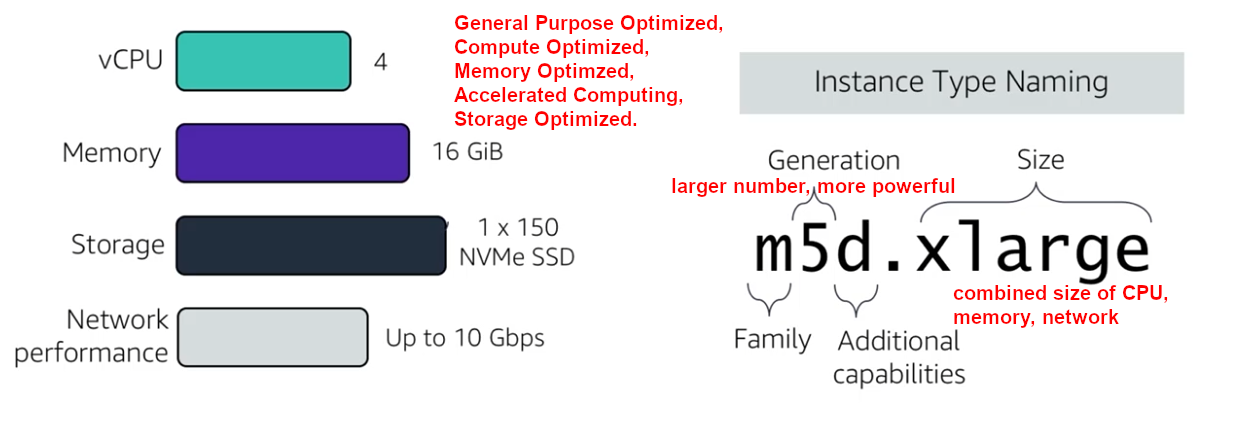 vCPU
4
Memory
16 GiB
Storage
1 x 150
NVMe SSD
Network
performance
Up to 10 Gbps
General Purpose Optimized,
Compute Optimized,
Memory Optimzed,
Accelerated Computing,
Storage Optimized.
Instance Type Naming
Generation
Size
larger number, more powerful
m5d.xlarge
combined size of CPU,
memory, network
Family
Additional
capabilities